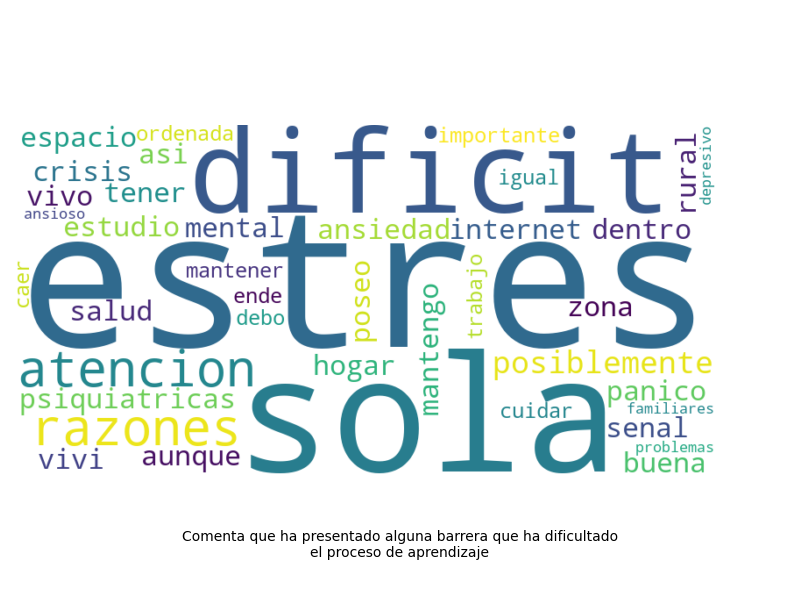 espacio ordenada dificit importante rural depresivo
asi
crisis igual
vivo tener
ansioso
estudio mental ansiedad internet dentro
estres
caer mantener poseo mantengo trabajo
ende zona
salud debo
atencion hogar posiblemente
psiquiatricas sola cuidar panico
familiares
razones senal
problemas
vivi aunque buena
Comenta que ha presentado alguna barrera que ha dificultado
el proceso de aprendizaje